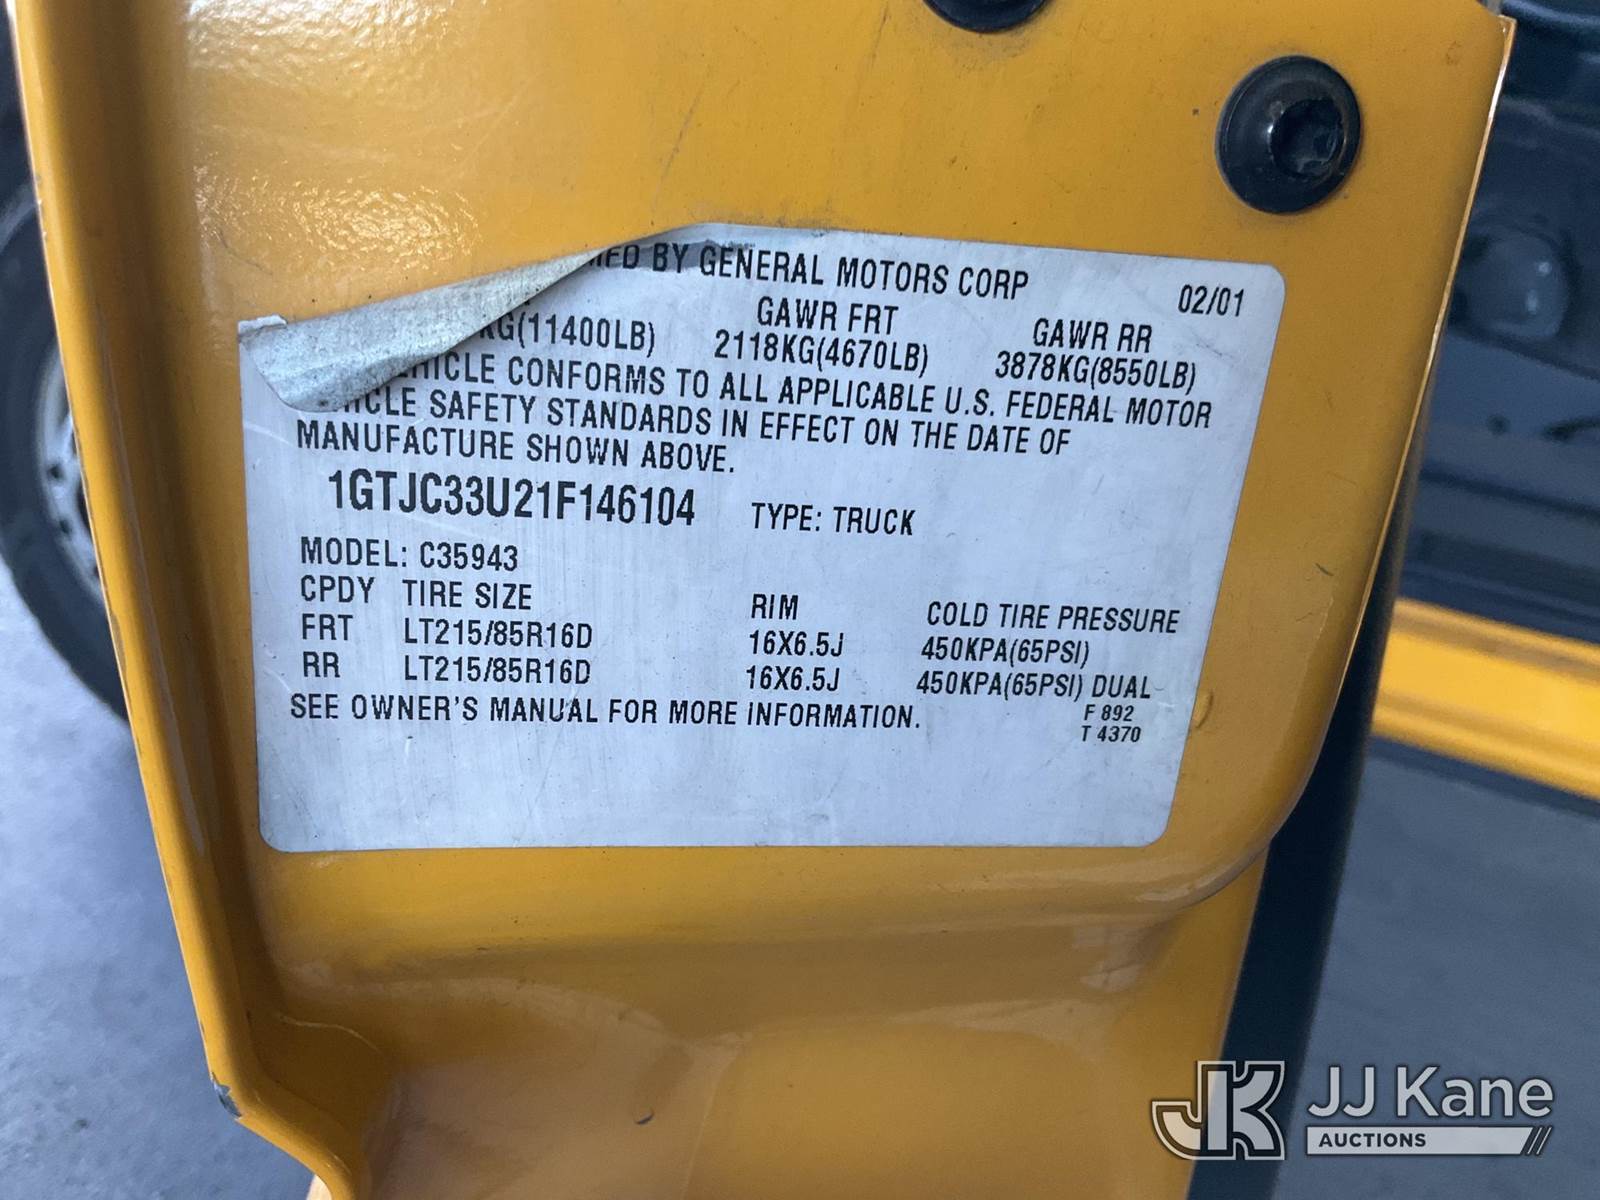 BY GENERAL MOTORS CORP 02/01
GAWR FRT GAWR RR
KG(11400LB) 2118KG(4670LB) 3878KG(8550LB)
CONFORMS TO ALL APPLICABLE U.S. FEDERAL MOTOR
SAFETY STANDARDS IN EFFECT ON THE DATE OF
MANUFACTURE SHOWN ABOVE.
1GTJC33U21F146104 TYPE: TRUCK
MODEL: C35943
CPDY TIRE SIZE RIM COLD TIRE PRESSURE
FRT LT215/85R16D 16X6.5J 450KPA(65PSI)
RR LT215/85R16D 16X6.5J 450KPA(65PSI) DUAL
SEE OWNER'S MANUAL FOR MORE INFORMATION. F 892
T 4370
JK JJ Kane
AUCTIONS